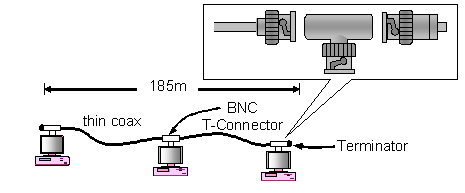 185m
BNC
thin coax
T-Connector
Terminator